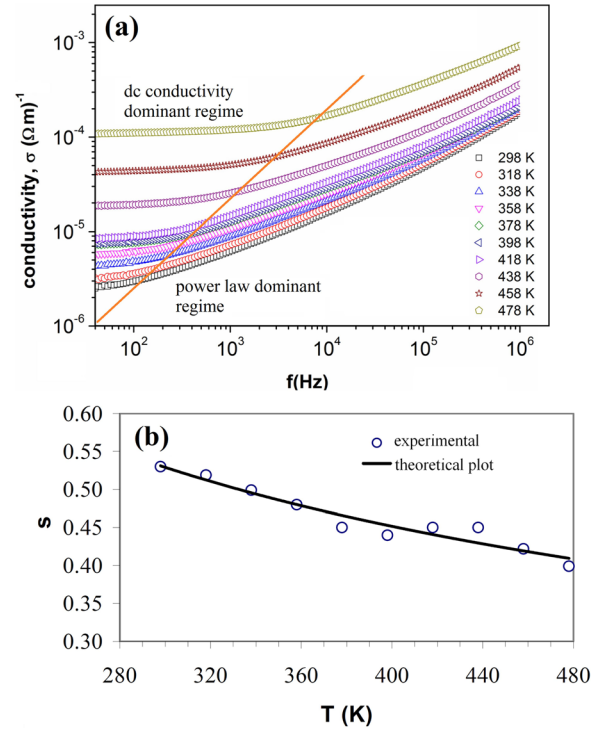 (a)
10⁻³
10⁻⁴
10⁻⁵
10⁻⁶
conductivity, σ (Ωm)⁻¹
dc conductivity
dominant regime
power law dominant
regime
298 K
318 K
338 K
358 K
378 K
398 K
418 K
438 K
458 K
478 K
10² 10³ 10⁴ 10⁵ 10⁶
f(Hz)
(b)
experimental
theoretical plot
0.60
0.55
0.50
0.45
0.40
0.35
0.30
s
280 320 360 400 440 480
T (K)